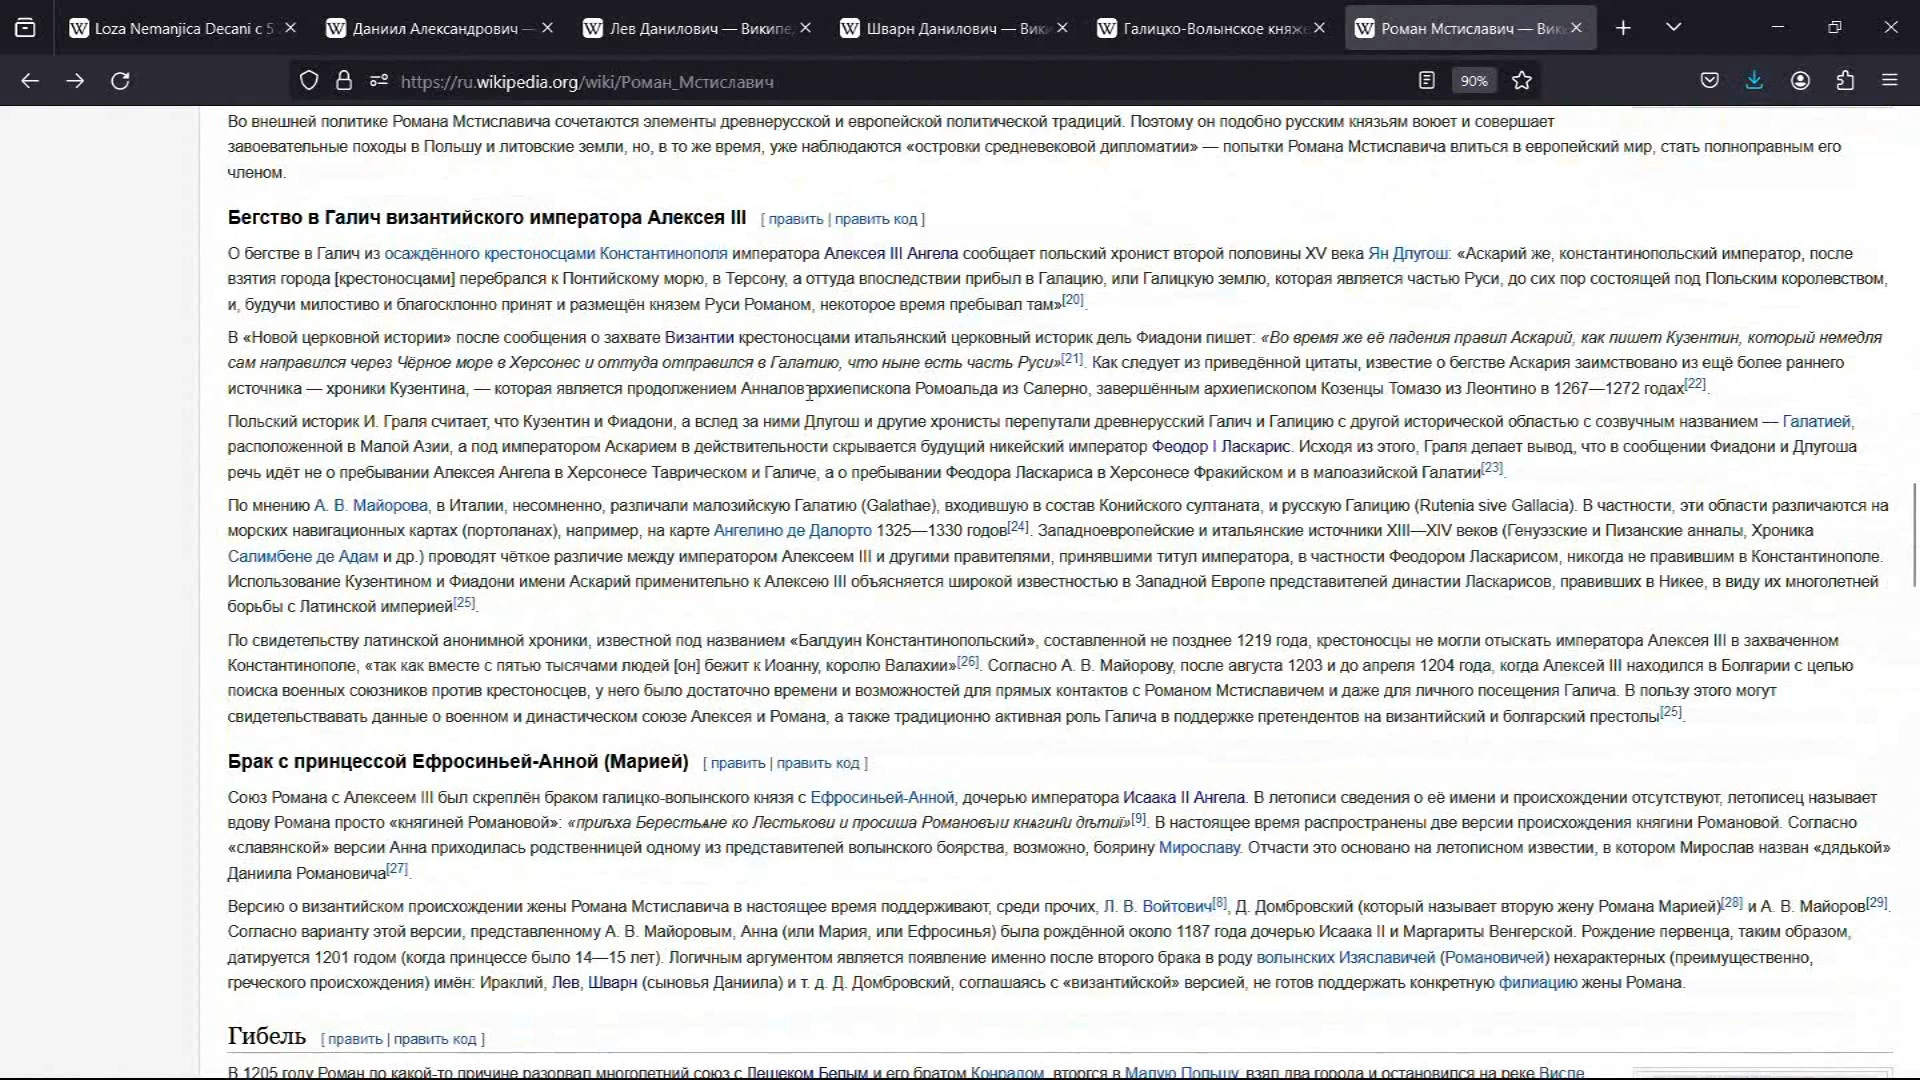 Loza Nemanjica Decani с 5
Даниил Александрович —
Лев Данилович — Википе
Шварн Данилович — Вики
Галицко-Волынское княж
Роман Мстиславич — Вик
https://ru.wikipedia.org/wiki/Роман_Мстиславич
90%
Во внешней политике Романа Мстиславича сочетаются элементы древнерусской и европейской политической традиций. Поэтому он подобно русским князьям воюет и совершает
завоевательные походы в Польшу и литовские земли, но, в то же время, уже наблюдаются «островки средневековой дипломатии» — попытки Романа Мстиславича влиться в европейский мир, стать полноправным его
членом.
Бегство в Галич византийского императора Алексея III [ править | править код ]
О бегстве в Галич из осаждённого крестоносцами Константинополя императора Алексея III Ангела сообщает польский хронист второй половины XV века Ян Длугош: «Аскарий же, константинопольский император, после
взятия города [крестоносцами] перебрался к Понтийскому морю, в Терсону, а оттуда впоследствии прибыл в Галацию, или Галицкую землю, которая является частью Руси, до сих пор состоящей под Польским королевством,
и, будучи милостиво и благосклонно принят и размещён князем Руси Романом, некоторое время пребывал там»[20].
В «Новой церковной истории» после сообщения о захвате Византии крестоносцами итальянский церковный историк дель Фиадони пишет: «Во время же её падения правил Аскарий, как пишет Кузентин, который немедля
сам направился через Чёрное море в Херсонес и оттуда отправился в Галатию, что ныне есть часть Руси»[21]. Как следует из приведённой цитаты, известие о бегстве Аскария заимствовано из ещё более раннего
источника — хроники Кузентина, — которая является продолжением Анналов архиепископа Ромоальда из Салерно, завершённым архиепископом Козенцы Томазо из Леонтино в 1267—1272 годах[22].
Польский историк И. Граля считает, что Кузентин и Фиадони, а вслед за ними Длугош и другие хронисты перепутали древнерусский Галич и Галицию с другой исторической областью с созвучным названием — Галатией,
расположенной в Малой Азии, а под императором Аскарием в действительности скрывается будущий никейский император Феодор I Ласкарис. Исходя из этого, Граля делает вывод, что в сообщении Фиадони и Длугоша
речь идёт не о пребывании Алексея Ангела в Херсонесе Таврическом и Галиче, а о пребывании Феодора Ласкариса в Херсонесе Фракийском и в малоазийской Галатии[23].
По мнению А. В. Майорова, в Италии, несомненно, различали малозийскую Галатию (Galathae), входившую в состав Конийского султаната, и русскую Галицию (Rutenia sive Gallacia). В частности, эти области различаются на
морских навигационных картах (портоланах), например, на карте Ангелино де Далорто 1325—1330 годов[24]. Западноевропейские и итальянские источники XIII—XIV веков (Генуэзские и Пизанские анналы, Хроника
Салимбене де Адам и др.) проводят чёткое различие между императором Алексеем III и другими правителями, принявшими титул императора, в частности Феодором Ласкарисом, никогда не правившим в Константинополе.
Использование Кузентином и Фиадони имени Аскарий применительно к Алексею III объясняется широкой известностью в Западной Европе представителей династии Ласкарисов, правивших в Никее, в виду их многолетней
борьбы с Латинской империей[25].
По свидетельству латинской анонимной хроники, известной под названием «Балдуин Константинопольский», составленной не позднее 1219 года, крестоносцы не могли отыскать императора Алексея III в захваченном
Константинополе, «так как вместе с пятью тысячами людей [он] бежит к Иоанну, королю Валахии»[26]. Согласно А. В. Майорову, после августа 1203 и до апреля 1204 года, когда Алексей III находился в Болгарии с целью
поиска военных союзников против крестоносцев, у него было достаточно времени и возможностей для прямых контактов с Романом Мстиславичем и даже для личного посещения Галича. В пользу этого могут
свидетельствавать данные о военном и династическом союзе Алексея и Романа, а также традиционно активная роль Галича в поддержке претендентов на византийский и болгарский престолы[25].
Брак с принцессой Ефросиньей-Анной (Марией) [ править | править код ]
Союз Романа с Алексеем III был скреплён браком галицко-волынского князя с Ефросиньей-Анной, дочерью императора Исаака II Ангела. В летописи сведения о её имени и происхождении отсутствуют, летописец называет
вдову Романа просто «княгиней Романовой»: «приѣха Берестьѧне ко Лестькови и просиша Романовъıи кнѧгин́и дѣтиї»[9]. В настоящее время распространены две версии происхождения княгини Романовой. Согласно
«славянской» версии Анна приходилась родственницей одному из представителей волынского боярства, возможно, боярину Мирославу. Отчасти это основано на летописном известии, в котором Мирослав назван «дядькой»
Даниила Романовича[27].
Версию о византийском происхождении жены Романа Мстиславича в настоящее время поддерживают, среди прочих, Л. В. Войтович[8], Д. Домбровский (который называет вторую жену Романа Марией)[28] и А. В. Майоров[29].
Согласно варианту этой версии, представленному А. В. Майоровым, Анна (или Мария, или Ефросинья) была рождённой около 1187 года дочерью Исаака II и Маргариты Венгерской. Рождение первенца, таким образом,
датируется 1201 годом (когда принцессе было 14—15 лет). Логичным аргументом является появление именно после второго брака в роду волынских Изяславичей (Романовичей) нехарактерных (преимущественно,
греческого происхождения) имён: Ираклий, Лев, Шварн (сыновья Даниила) и т. д. Д. Домбровский, соглашаясь с «византийской» версией, не готов поддержать конкретную филиацию жены Романа.
Гибель [ править | править код ]
В 1205 году Роман по какой-то причине разорвал многолетний союз с Лешеком Белым и его братом Конрадом, вторгся в Малую Польшу, взял два города и остановился на реке Висле